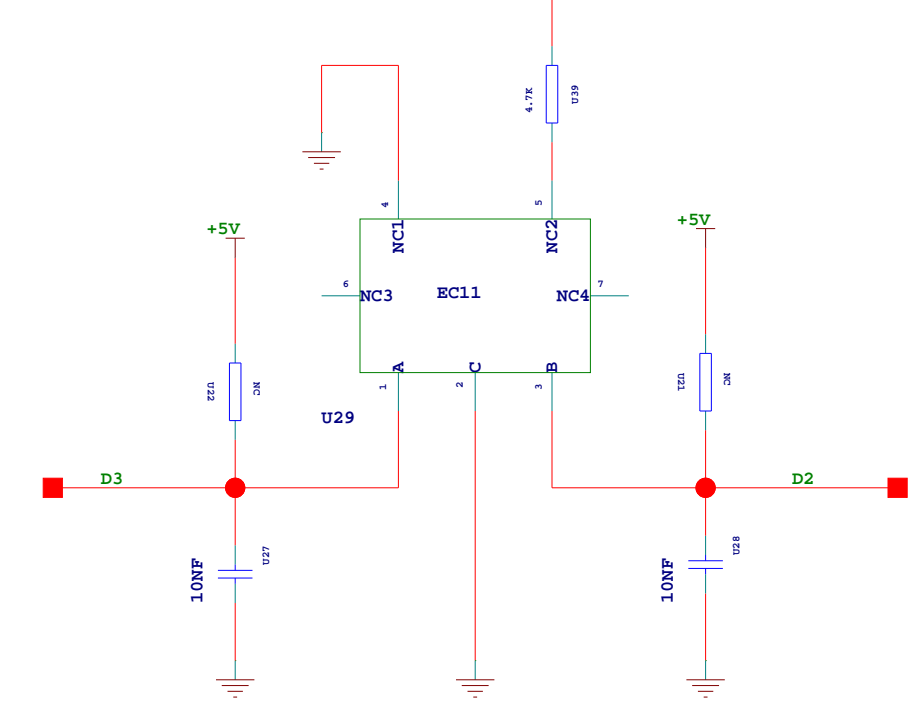 4.7K
U39
4
5
NC1
NC2
+5V
+5V
6
NC3
EC11
NC4
7
A
C
B
1
2
3
U22
NC
U21
NC
U29
D3
D2
10NF
U27
10NF
U28